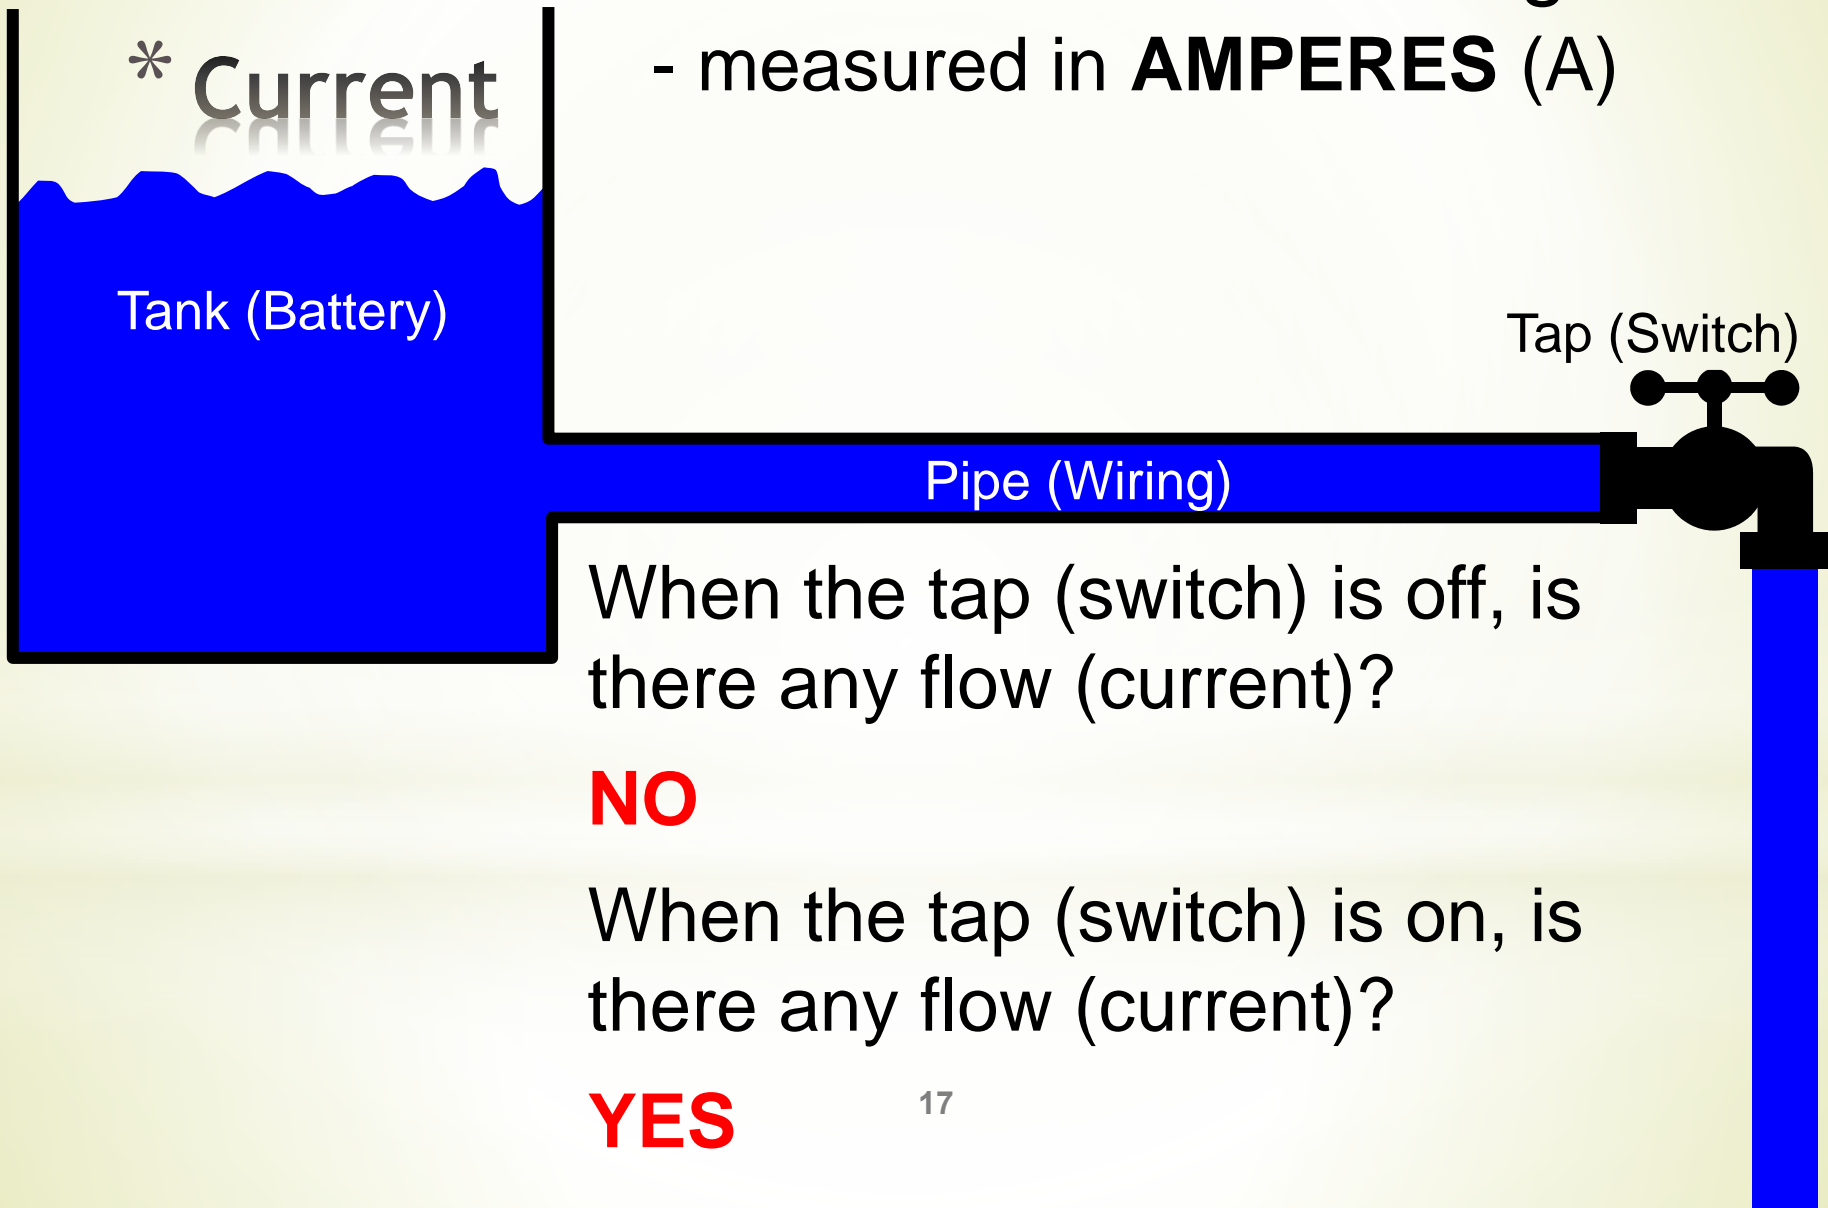 * Current
- measured in AMPERES (A)
Tank (Battery)
Tap (Switch)
Pipe (Wiring)
When the tap (switch) is off, is
there any flow (current)?
NO
When the tap (switch) is on, is
there any flow (current)?
YES
17